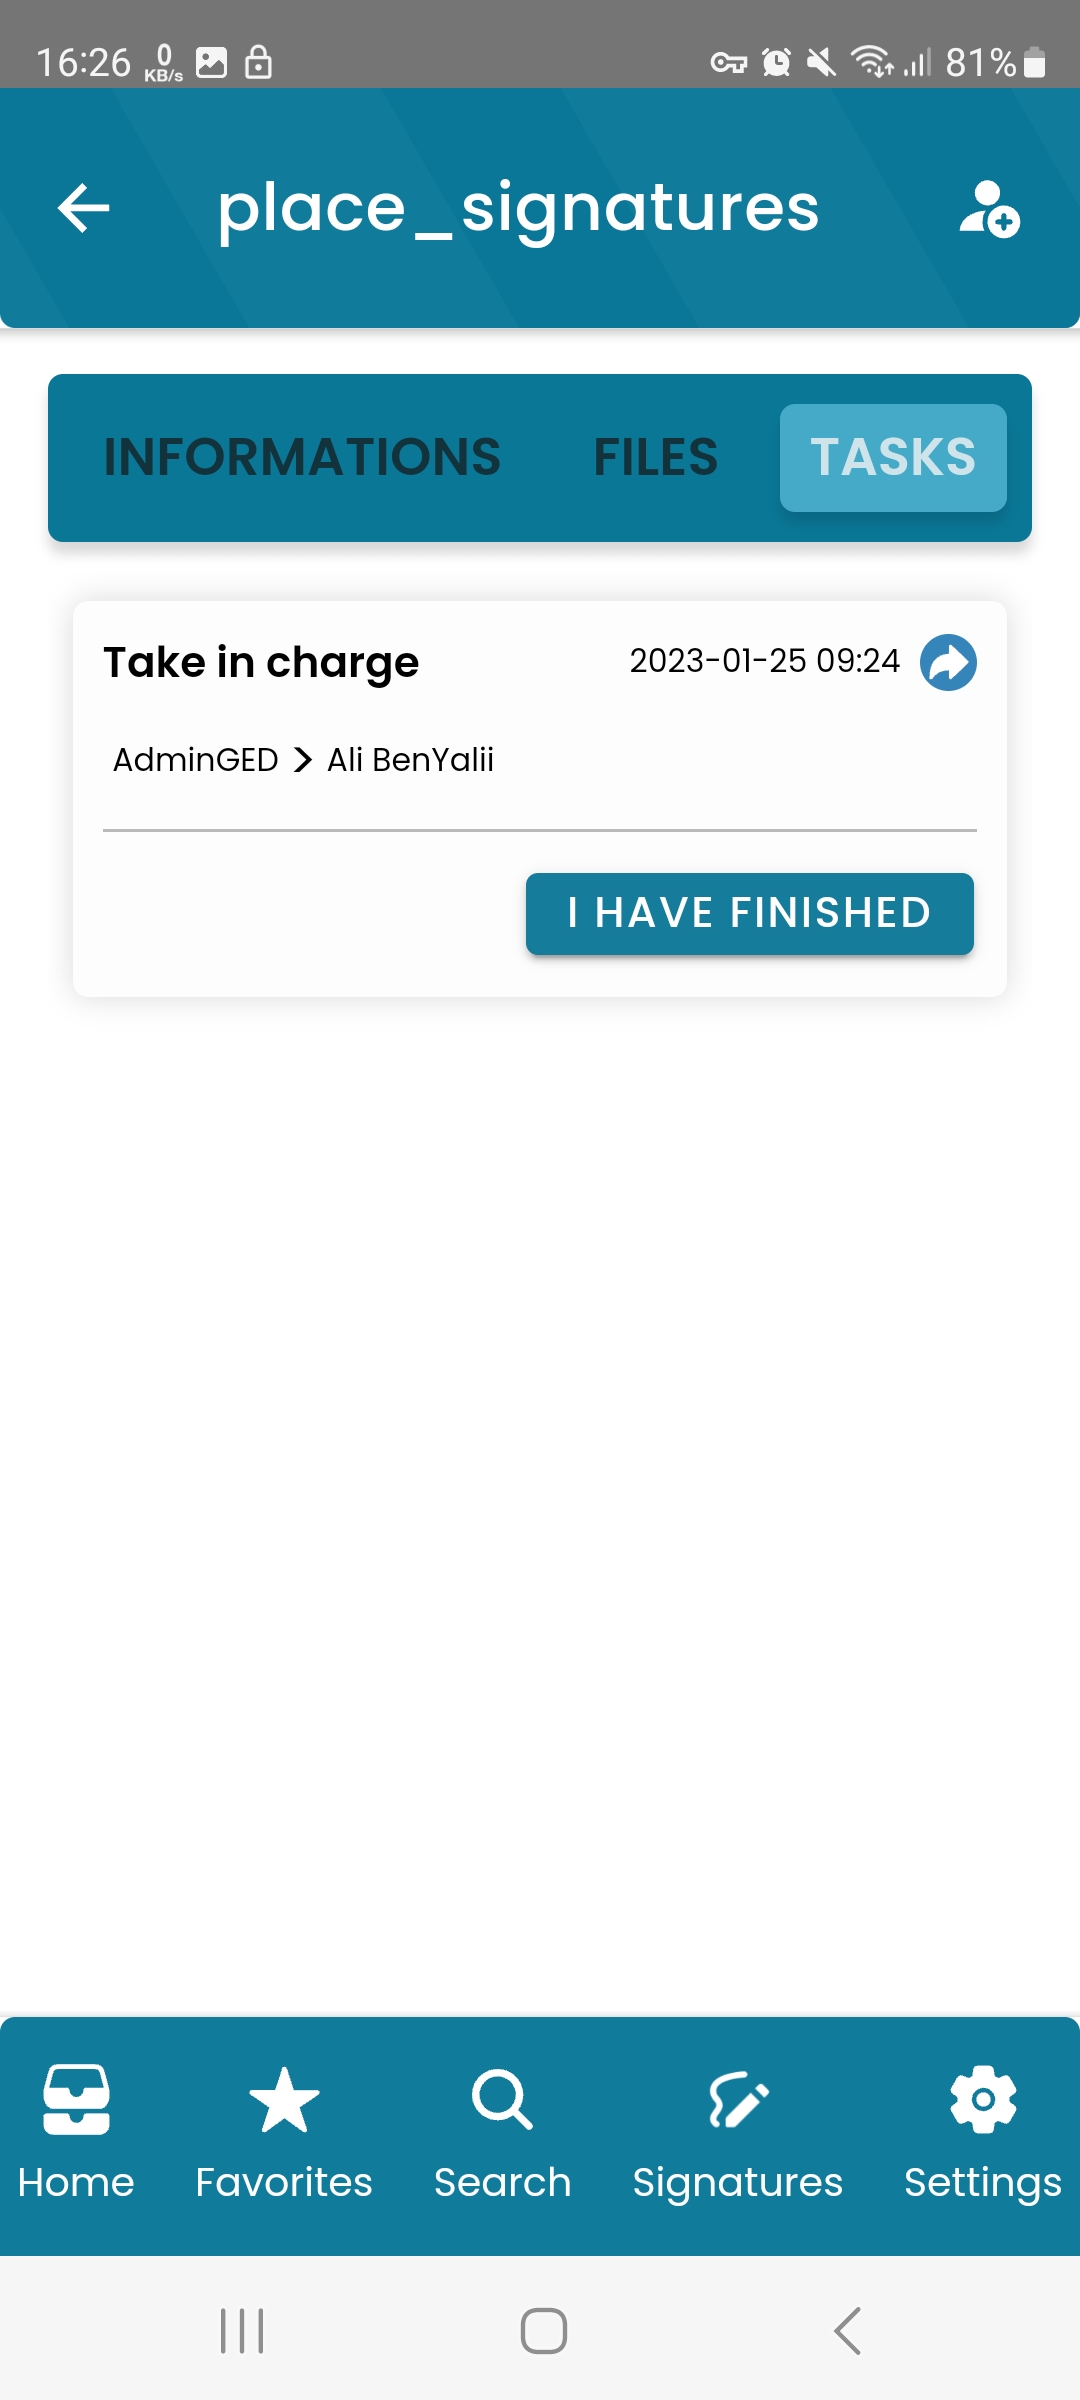 16:26 0 KB/s 81%
place_signatures
INFORMATIONS FILES TASKS
Take in charge 2023-01-25 09:24
AdminGED > Ali BenYalii
I HAVE FINISHED
Home Favorites Search Signatures Settings